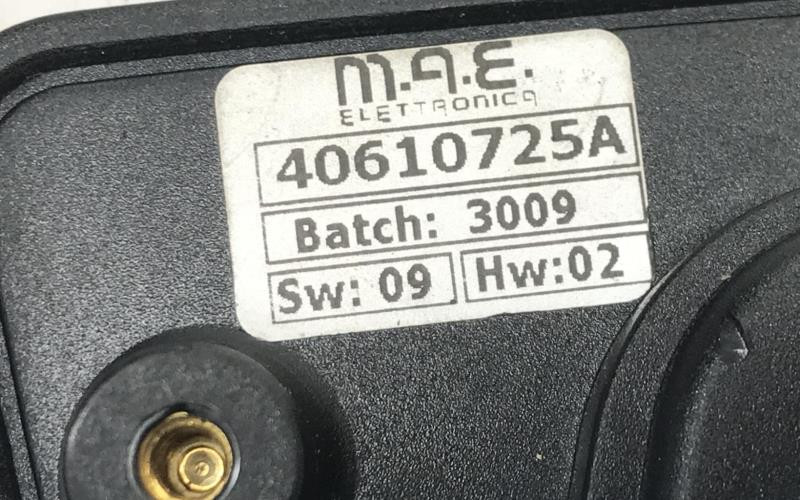 M.A.E.
ELETTRONICA
40610725A
Batch: 3009
Sw: 09 Hw:02